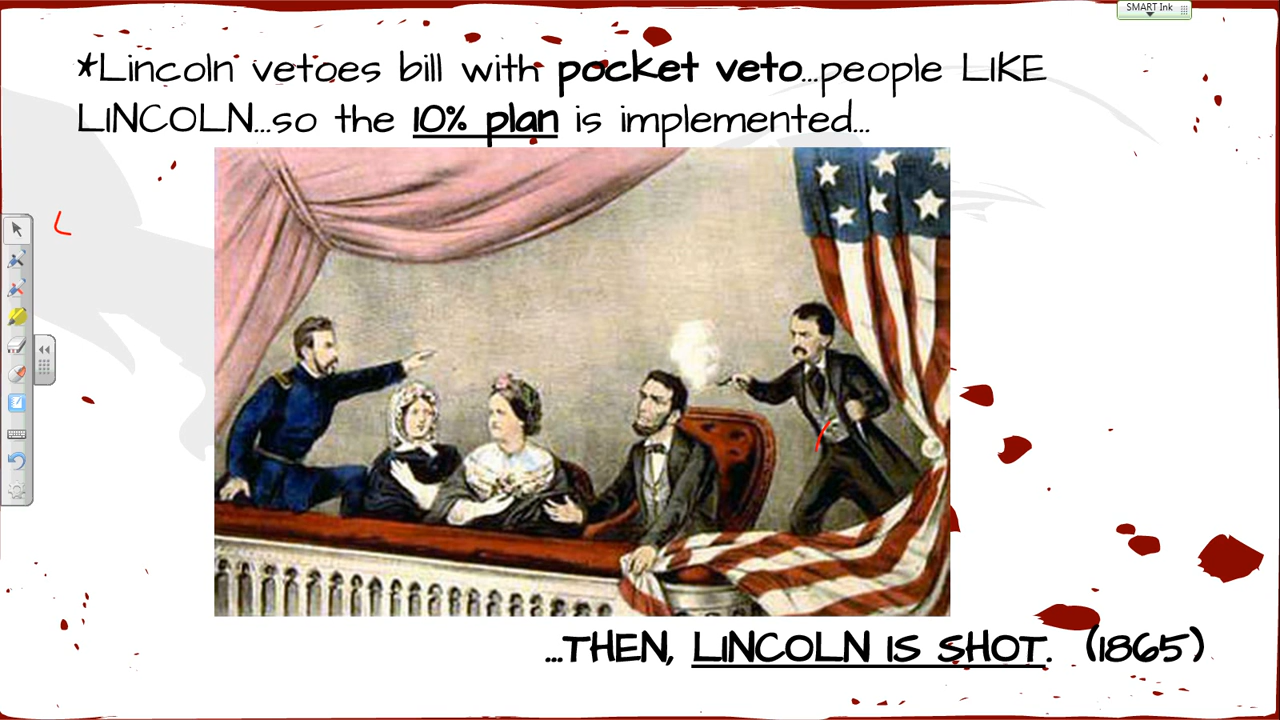 SMART Ink
*Lincoln vetoes bill with pocket veto...people LIKE
LINCOLN...so the 10% plan is implemented...
L
...THEN, LINCOLN IS SHOT. (1865)